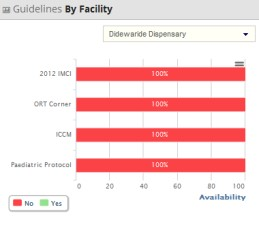 Guidelines By Facility
Didewaride Dispensary
2012 IMCI 100%
ORT Corner 100%
ICCM 100%
Paediatric Protocol 100%
0 20 40 60 80 100
Availability
No Yes